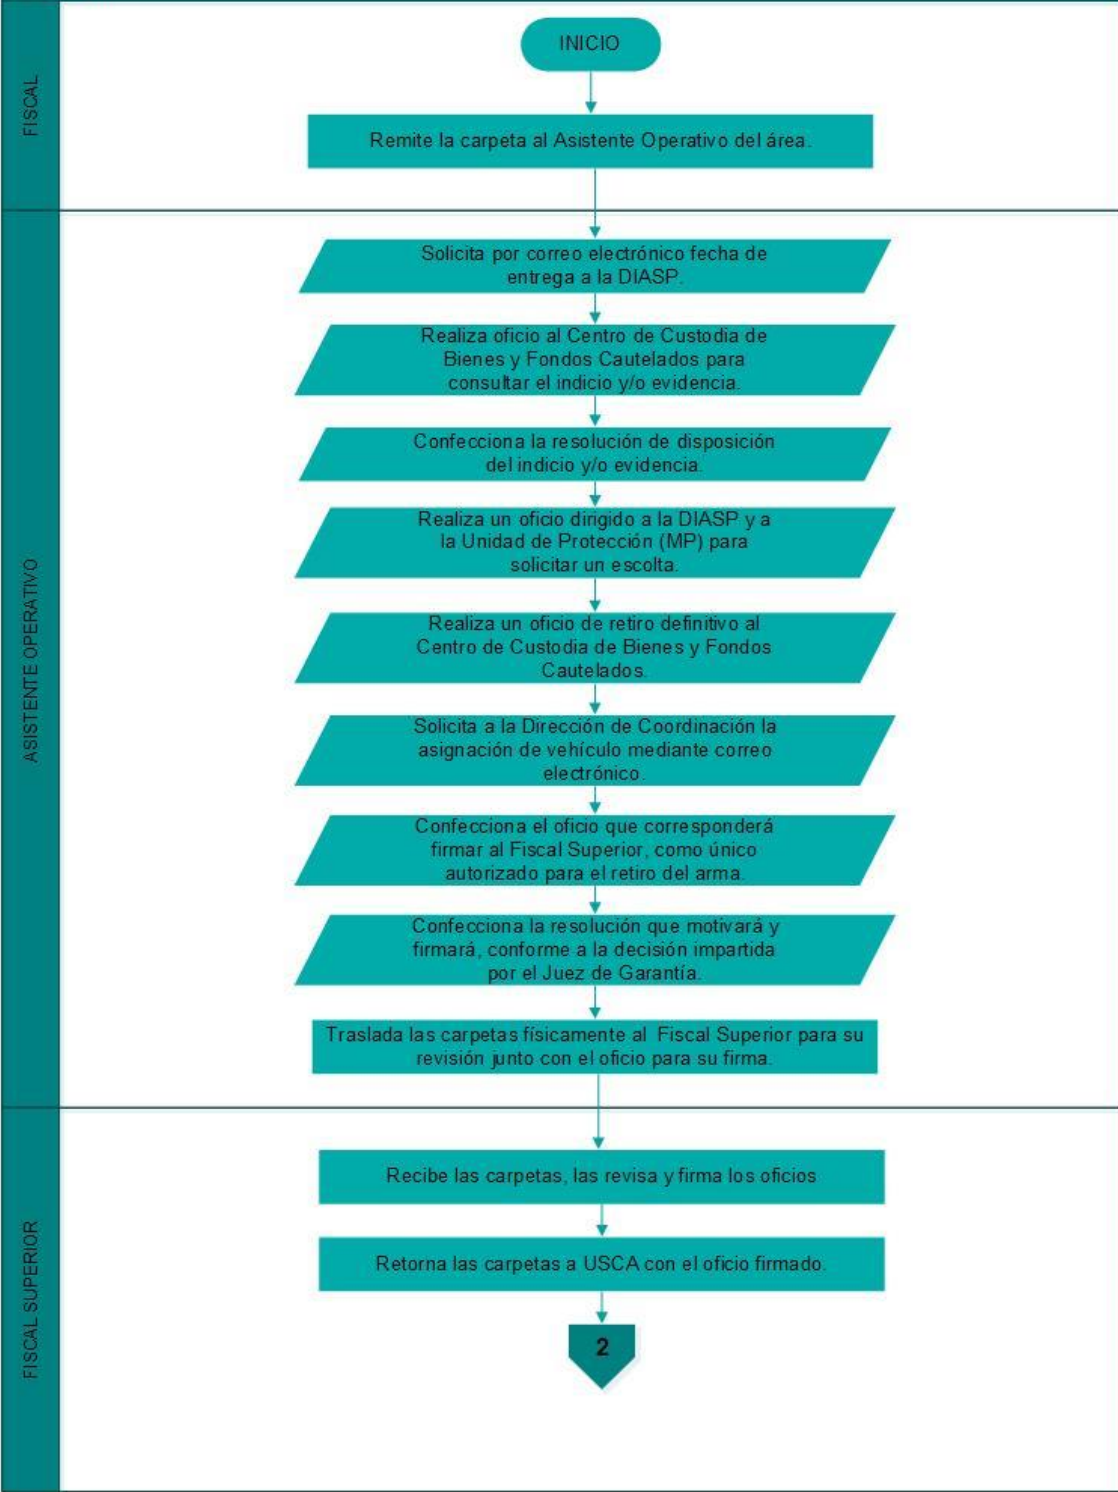 FISCAL
INICIO
Remite la carpeta al Asistente Operativo del área.
ASISTENTE OPERATIVO
Solicita por correo electrónico fecha de
entrega a la DIASP.
Realiza oficio al Centro de Custodia de
Bienes y Fondos Cautelados para
consultar el indicio y/o evidencia.
Confecciona la resolución de disposición
del indicio y/o evidencia.
Realiza un oficio dirigido a la DIASP y a
la Unidad de Protección (MP) para
solicitar un escolta.
Realiza un oficio de retiro definitivo al
Centro de Custodia de Bienes y Fondos
Cautelados.
Solicita a la Dirección de Coordinación la
asignación de vehículo mediante correo
electrónico.
Confecciona el oficio que corresponderá
firmar al Fiscal Superior, como único
autorizado para el retiro del arma.
Confecciona la resolución que motivará y
firmará, conforme a la decisión impartida
por el Juez de Garantía.
Traslada las carpetas físicamente al Fiscal Superior para su
revisión junto con el oficio para su firma.
FISCAL SUPERIOR
Recibe las carpetas, las revisa y firma los oficios
Retorna las carpetas a USCA con el oficio firmado.
2